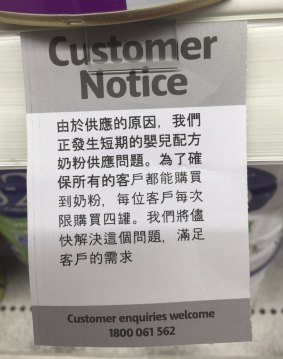 Customer
Notice
由於供應的原因，我們
正發生短期的嬰兒配方
奶粉供應問題。為了確
保所有的客戶都能購買
到奶粉，每位客戶每次
限購買四罐。我們將儘
快解決這個問題，滿足
客戶的需求
Customer enquiries welcome
1800 061 562